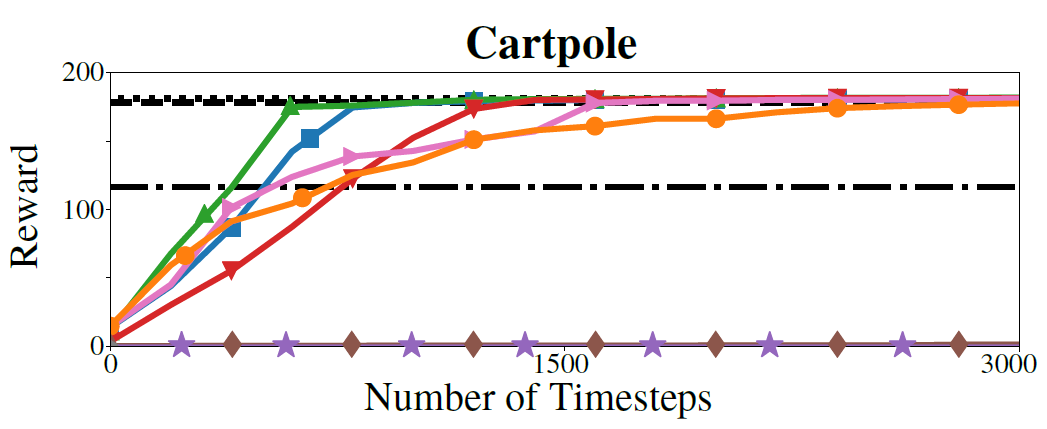 Cartpole
200
100
0
Reward
0 1500 3000
Number of Timesteps